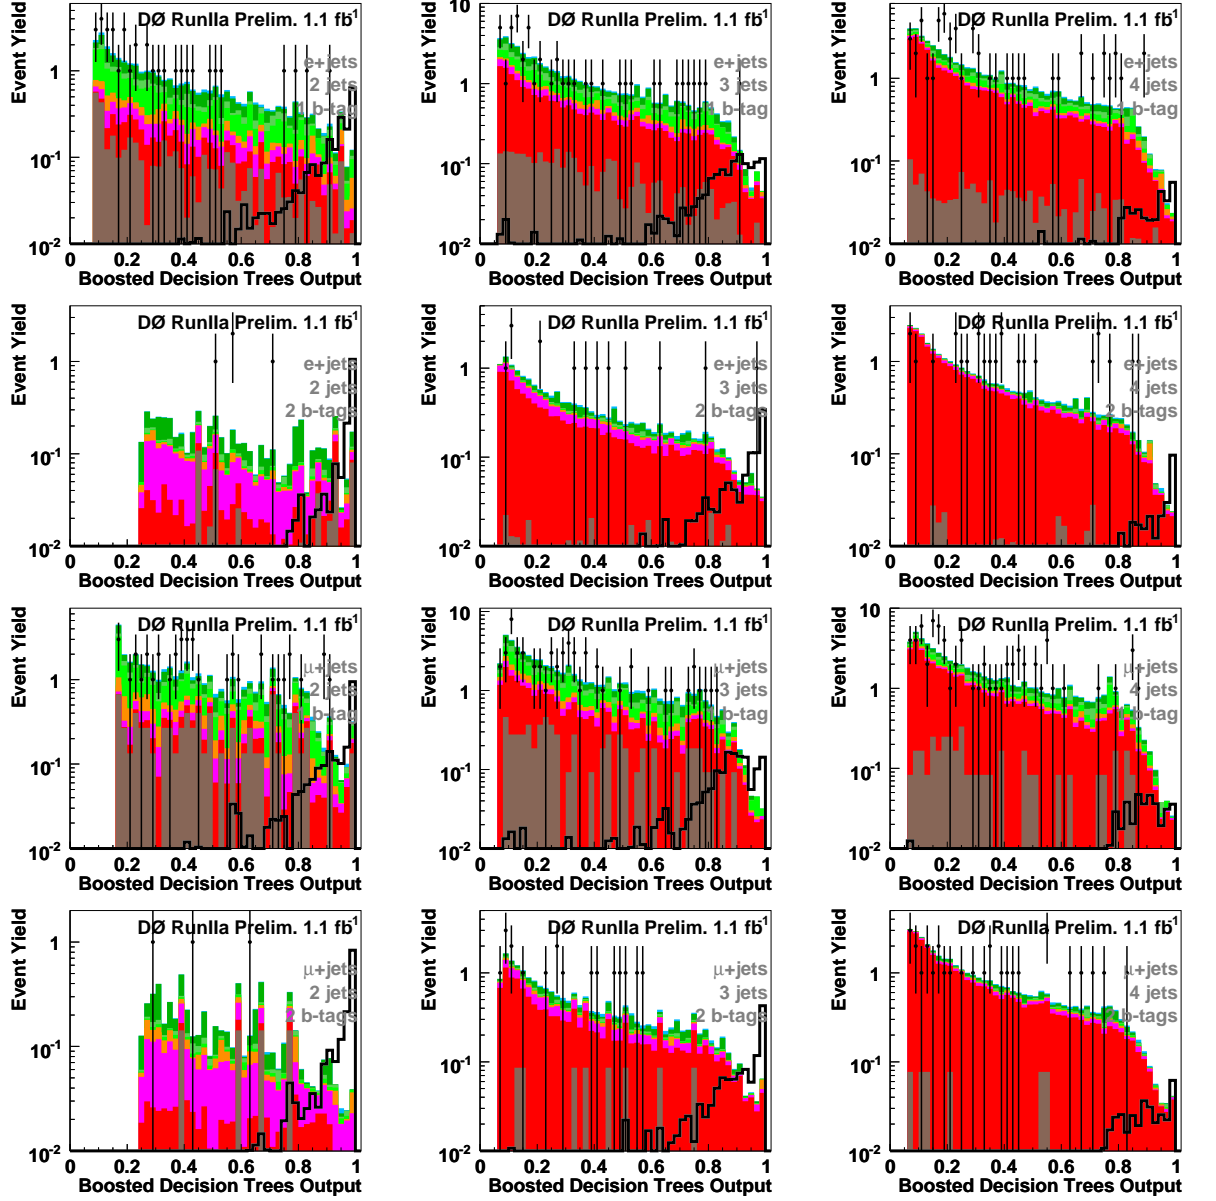 Event Yield
DØ RunIIa Prelim. 1.1 fb⁻¹
e+jets
2 jets
1 b-tag
1
10⁻¹
10⁻²
0 0.2 0.4 0.6 0.8 1
Boosted Decision Trees Output
Event Yield
DØ RunIIa Prelim. 1.1 fb⁻¹
e+jets
3 jets
b-tag
10
1
10⁻¹
10⁻²
0 0.2 0.4 0.6 0.8 1
Boosted Decision Trees Output
Event Yield
DØ RunIIa Prelim. 1.1 fb⁻¹
e+jets
4 jets
1 b-tag
1
10⁻¹
10⁻²
0 0.2 0.4 0.6 0.8 1
Boosted Decision Trees Output
Event Yield
DØ RunIIa Prelim. 1.1 fb⁻¹
e+jets
2 jets
2 b-tags
1
10⁻¹
10⁻²
0 0.2 0.4 0.6 0.8 1
Boosted Decision Trees Output
Event Yield
DØ RunIIa Prelim. 1.1 fb⁻¹
e+jets
3 jets
2 b-tags
1
10⁻¹
10⁻²
0 0.2 0.4 0.6 0.8 1
Boosted Decision Trees Output
Event Yield
DØ RunIIa Prelim. 1.1 fb⁻¹
e+jets
4 jets
2 b-tags
1
10⁻¹
10⁻²
0 0.2 0.4 0.6 0.8 1
Boosted Decision Trees Output
Event Yield
DØ RunIIa Prelim. 1.1 fb⁻¹
μ+jets
2 jets
b-tag
1
10⁻¹
10⁻²
0 0.2 0.4 0.6 0.8 1
Boosted Decision Trees Output
Event Yield
DØ RunIIa Prelim. 1.1 fb⁻¹
μ+jets
3 jets
b-tag
10
1
10⁻¹
10⁻²
0 0.2 0.4 0.6 0.8 1
Boosted Decision Trees Output
Event Yield
DØ RunIIa Prelim. 1.1 fb⁻¹
μ+jets
4 jets
b-tag
10
1
10⁻¹
10⁻²
0 0.2 0.4 0.6 0.8 1
Boosted Decision Trees Output
Event Yield
DØ RunIIa Prelim. 1.1 fb⁻¹
μ+jets
2 jets
2 b-tags
1
10⁻¹
10⁻²
0 0.2 0.4 0.6 0.8 1
Boosted Decision Trees Output
Event Yield
DØ RunIIa Prelim. 1.1 fb⁻¹
μ+jets
3 jets
2 b-tags
1
10⁻¹
10⁻²
0 0.2 0.4 0.6 0.8 1
Boosted Decision Trees Output
Event Yield
DØ RunIIa Prelim. 1.1 fb⁻¹
μ+jets
4 jets
2 b-tags
1
10⁻¹
10⁻²
0 0.2 0.4 0.6 0.8 1
Boosted Decision Trees Output